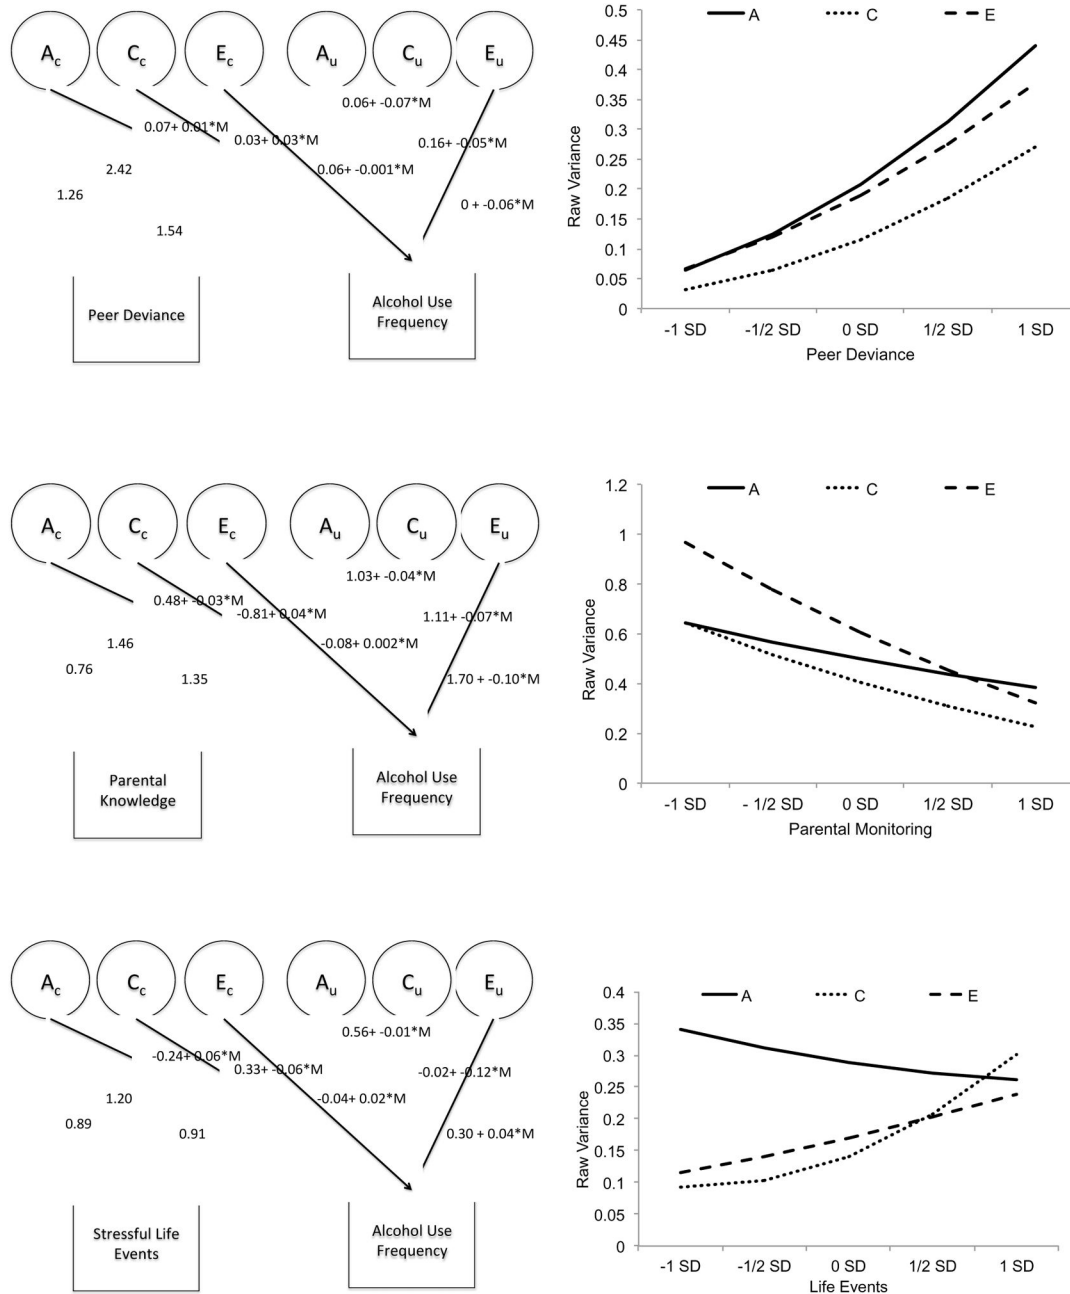 A C E
Ac Cc Ec Au Cu Eu
0.06+ -0.07*M
0.07+ 0.01*M
0.03+ 0.03*M
0.16+ -0.05*M
2.42
0.06+ -0.001*M
1.26
0 + -0.06*M
1.54
Peer Deviance
Alcohol Use
Frequency
Raw Variance
0.5
0.45
0.4
0.35
0.3
0.25
0.2
0.15
0.1
0.05
0
-1 SD -1/2 SD 0 SD 1/2 SD 1 SD
Peer Deviance
A C E
Ac Cc Ec Au Cu Eu
1.03+ -0.04*M
0.48+ -0.03*M
-0.81+ 0.04*M
1.11+ -0.07*M
1.46
-0.08+ 0.002*M
0.76
1.35
1.70 + -0.10*M
Parental
Knowledge
Alcohol Use
Frequency
Raw Variance
1.2
1
0.8
0.6
0.4
0.2
0
-1 SD - 1/2 SD 0 SD 1/2 SD 1 SD
Parental Monitoring
A C E
Ac Cc Ec Au Cu Eu
0.56+ -0.01*M
-0.24+ 0.06*M
0.33+ -0.06*M
-0.02+ -0.12*M
1.20
-0.04+ 0.02*M
0.89
0.91
0.30 + 0.04*M
Stressful Life
Events
Alcohol Use
Frequency
Raw Variance
0.4
0.35
0.3
0.25
0.2
0.15
0.1
0.05
0
-1 SD -1/2 SD 0 SD 1/2 SD 1 SD
Life Events